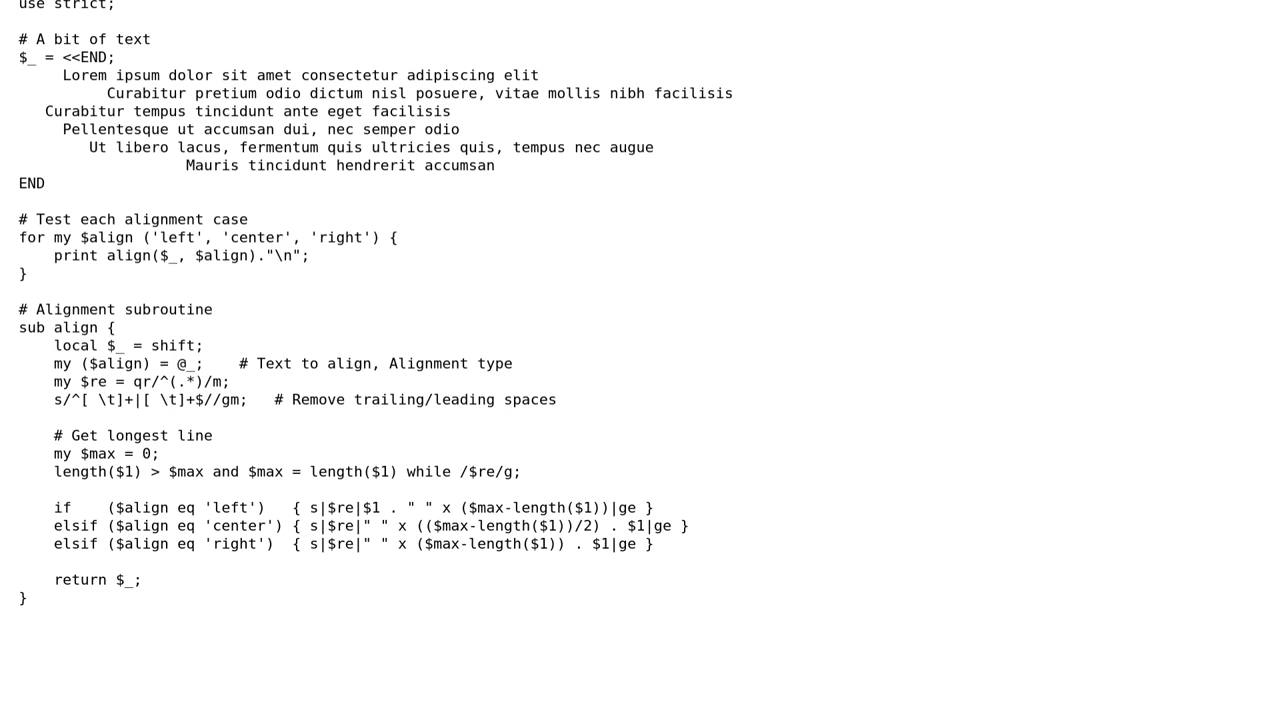 use strict;

# A bit of text
$_ = <<END;
     Lorem ipsum dolor sit amet consectetur adipiscing elit
          Curabitur pretium odio dictum nisl posuere, vitae mollis nibh facilisis
   Curabitur tempus tincidunt ante eget facilisis
     Pellentesque ut accumsan dui, nec semper odio
        Ut libero lacus, fermentum quis ultricies quis, tempus nec augue
                   Mauris tincidunt hendrerit accumsan
END

# Test each alignment case
for my $align ('left', 'center', 'right') {
    print align($_, $align)."\n";
}

# Alignment subroutine
sub align {
    local $_ = shift;
    my ($align) = @_;    # Text to align, Alignment type
    my $re = qr/^(.*)/m;
    s/^[ \t]+|[ \t]+$//gm;   # Remove trailing/leading spaces

    # Get longest line
    my $max = 0;
    length($1) > $max and $max = length($1) while /$re/g;

    if    ($align eq 'left')   { s|$re|$1 . " " x ($max-length($1))|ge }
    elsif ($align eq 'center') { s|$re|" " x (($max-length($1))/2) . $1|ge }
    elsif ($align eq 'right')  { s|$re|" " x ($max-length($1)) . $1|ge }

    return $_;
}